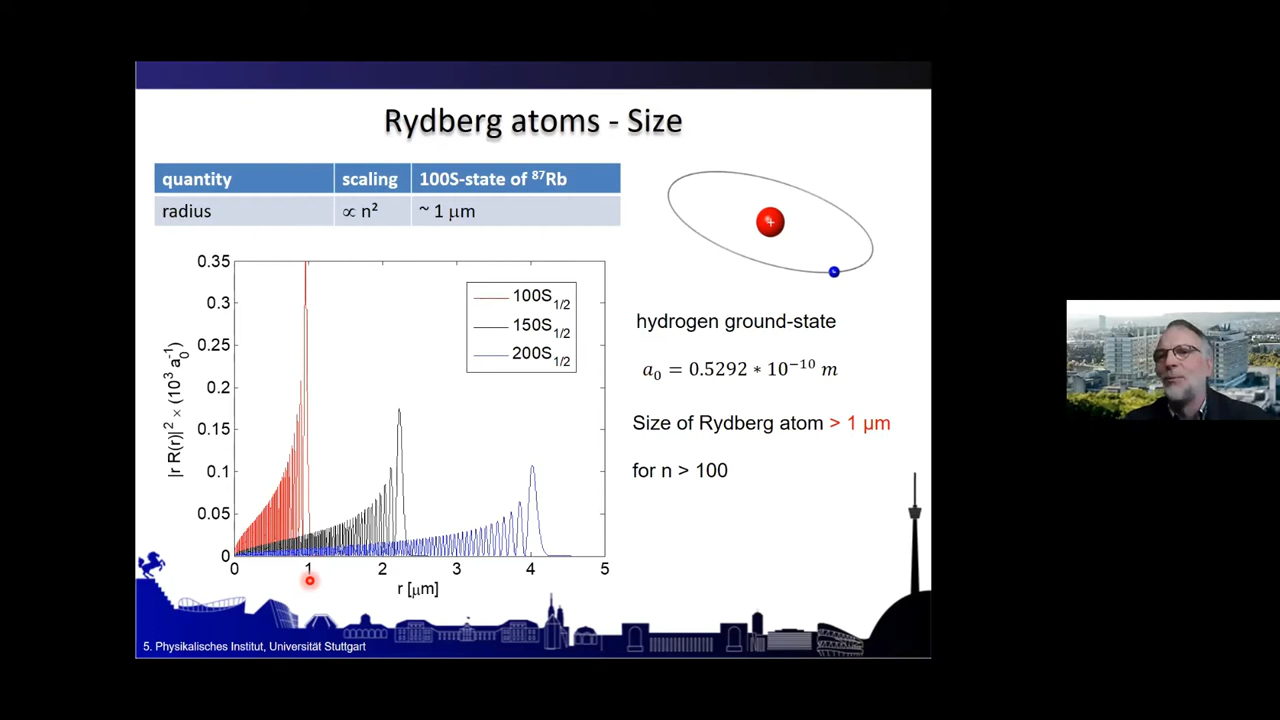 Rydberg atoms - Size
quantity scaling 100S-state of ⁸⁷Rb
radius ∝ n² ~ 1 μm
+
-
hydrogen ground-state
a₀ = 0.5292 * 10⁻¹⁰ m
Size of Rydberg atom > 1 μm
for n > 100
|r R(r)|² × (10³ a₀⁻¹)
0.35
0.3
0.25
0.2
0.15
0.1
0.05
0
100S₁/₂
150S₁/₂
200S₁/₂
0 1 2 3 4 5
r [μm]
5. Physikalisches Institut, Universität Stuttgart